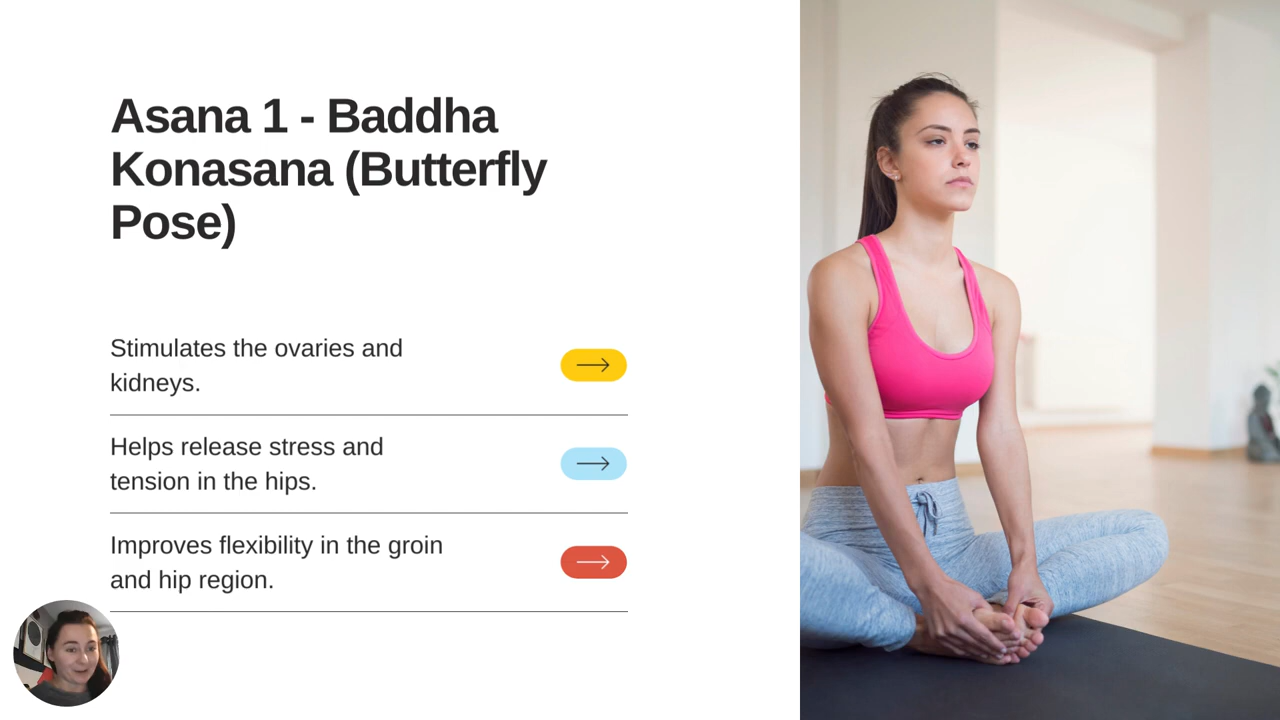 Asana 1 - Baddha
Konasana (Butterfly
Pose)
Stimulates the ovaries and
kidneys.
Helps release stress and
tension in the hips.
Improves flexibility in the groin
and hip region.